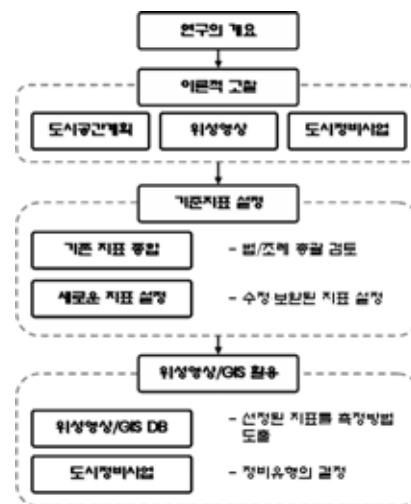 연구의 개요
이론적 고찰
도시공간계획 위성영상 도시정비사업
기준지표 설정
기존 지표 종합 - 법/조례 총괄 검토
새로운 지표 설정 - 수정 보완된 지표 설정
위성영상/GIS 활용
위성영상/GIS DB - 선정된 지표를 측정방법
도출
도시정비사업 - 정비유형의 결정